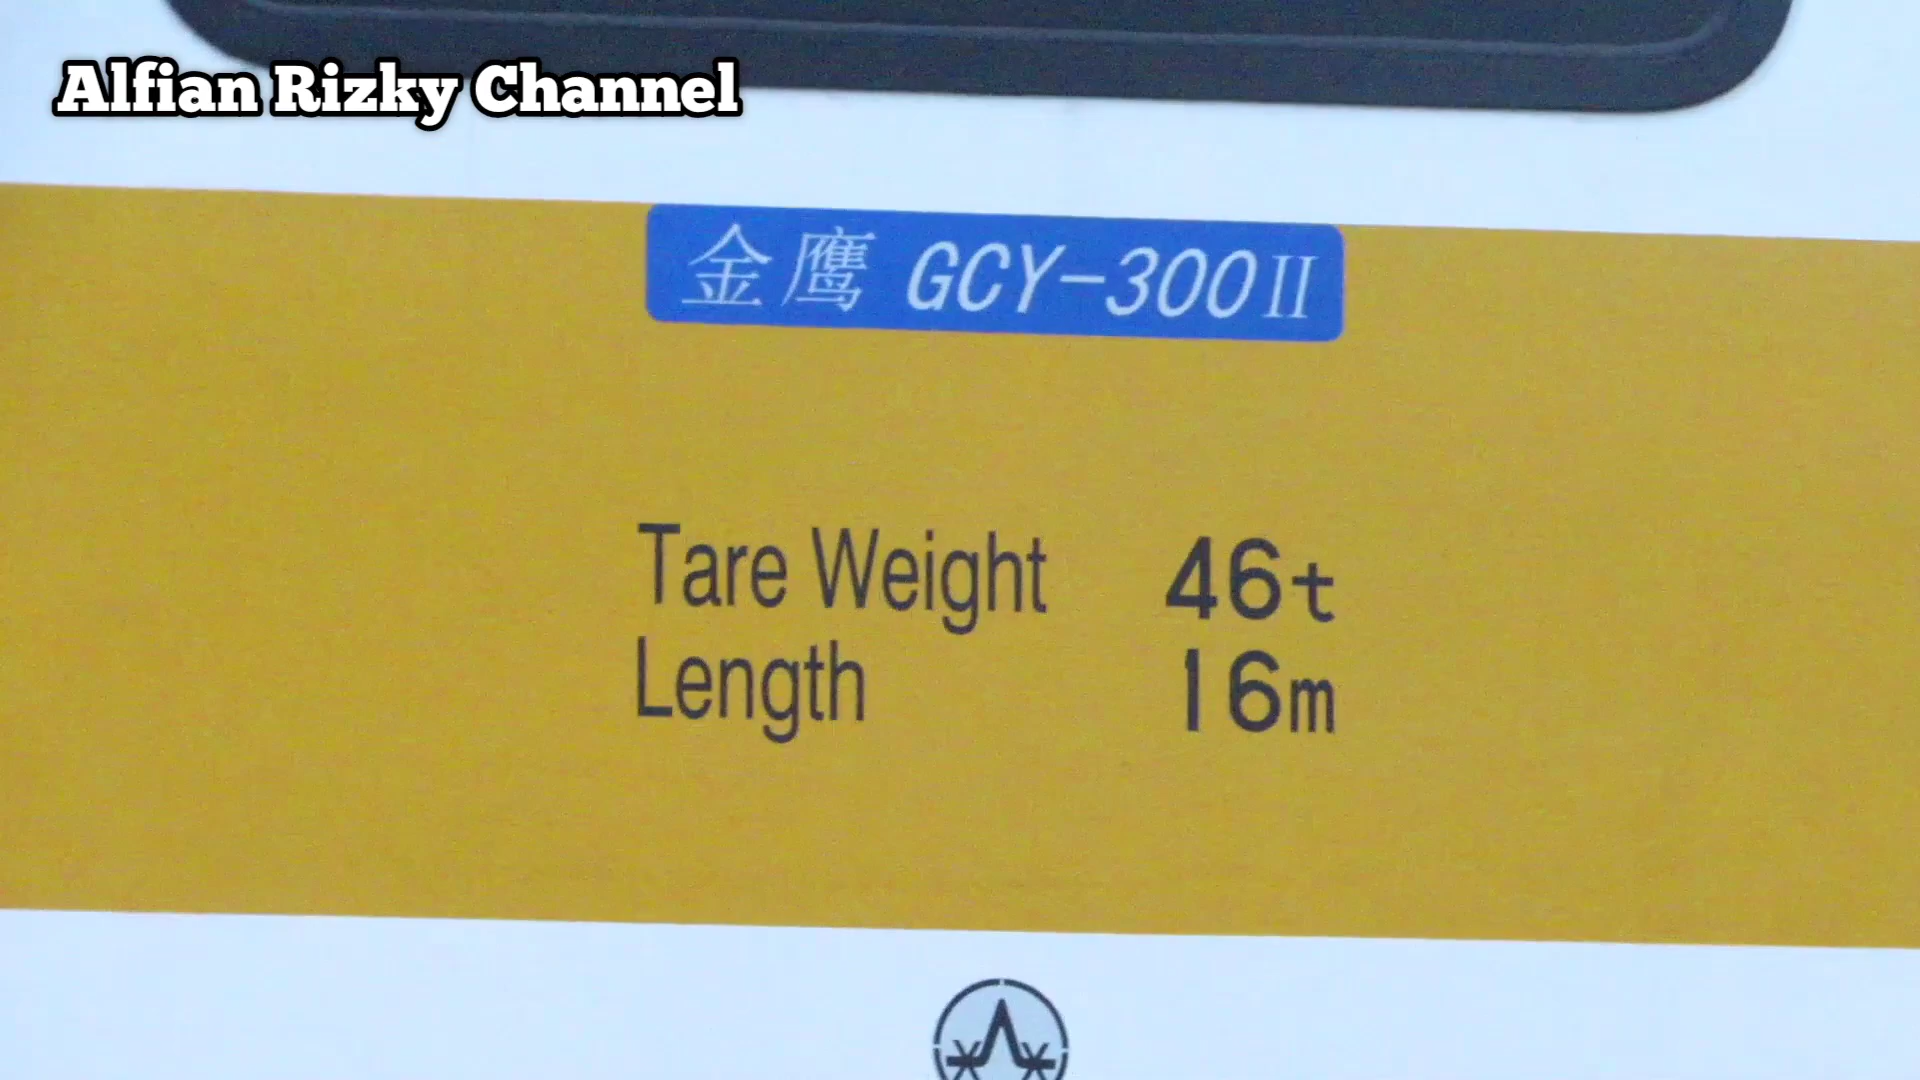 Alfian Rizky Channel
金鹰 GCY-300II
Tare Weight 46t
Length 16m